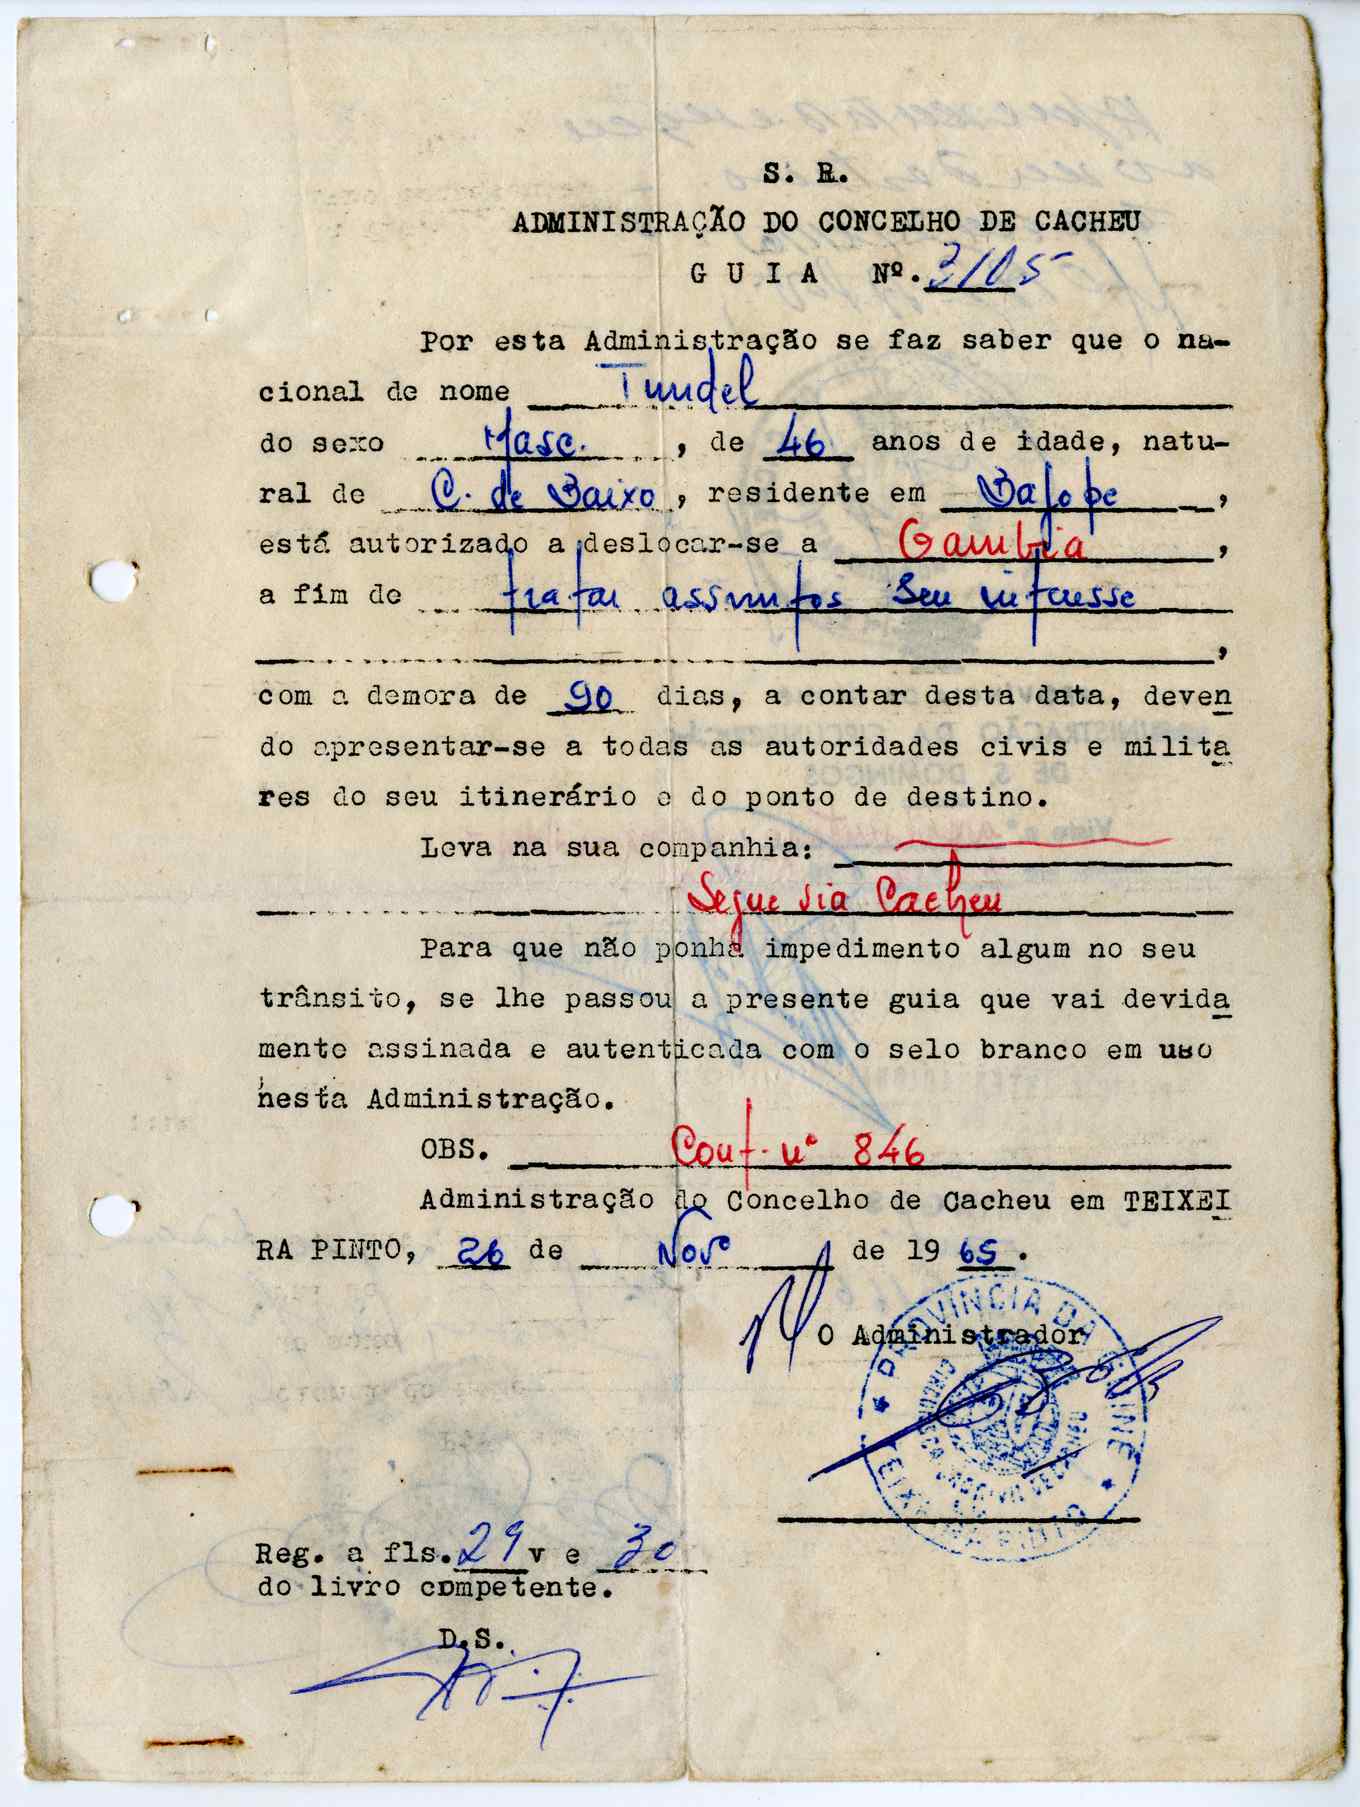 S. R.
ADMINISTRAÇÃO DO CONCELHO DE CACHEU
G U I A Nº. 3105
Por esta Administração se faz saber que o na-
cional de nome Tundel
do sexo Masc. , de 46 anos de idade, natu-
ral de C. de Baixo , residente em Bajope ,
está autorizado a deslocar-se a Gambia ,
a fim de tratar assuntos seu interesse
,
com a demora de 90 dias, a contar desta data, deven
do apresentar-se a todas as autoridades civis e milita
res do seu itinerário e do ponto de destino.
Leva na sua companhia:
Segue via Cacheu
Para que não ponha impedimento algum no seu
trânsito, se lhe passou a presente guia que vai devida
mente assinada e autenticada com o selo branco em uso
nesta Administração.
OBS. Conf. nº 846
Administração do Concelho de Cacheu em TEIXEI
RA PINTO, 26 de Novº de 19 65 .
O Administrador
PROVÍNCIA DA GUINÉ
TEIXEIRA PINTO
Reg. a fls. 29 v e 30
do livro competente.
D.S.